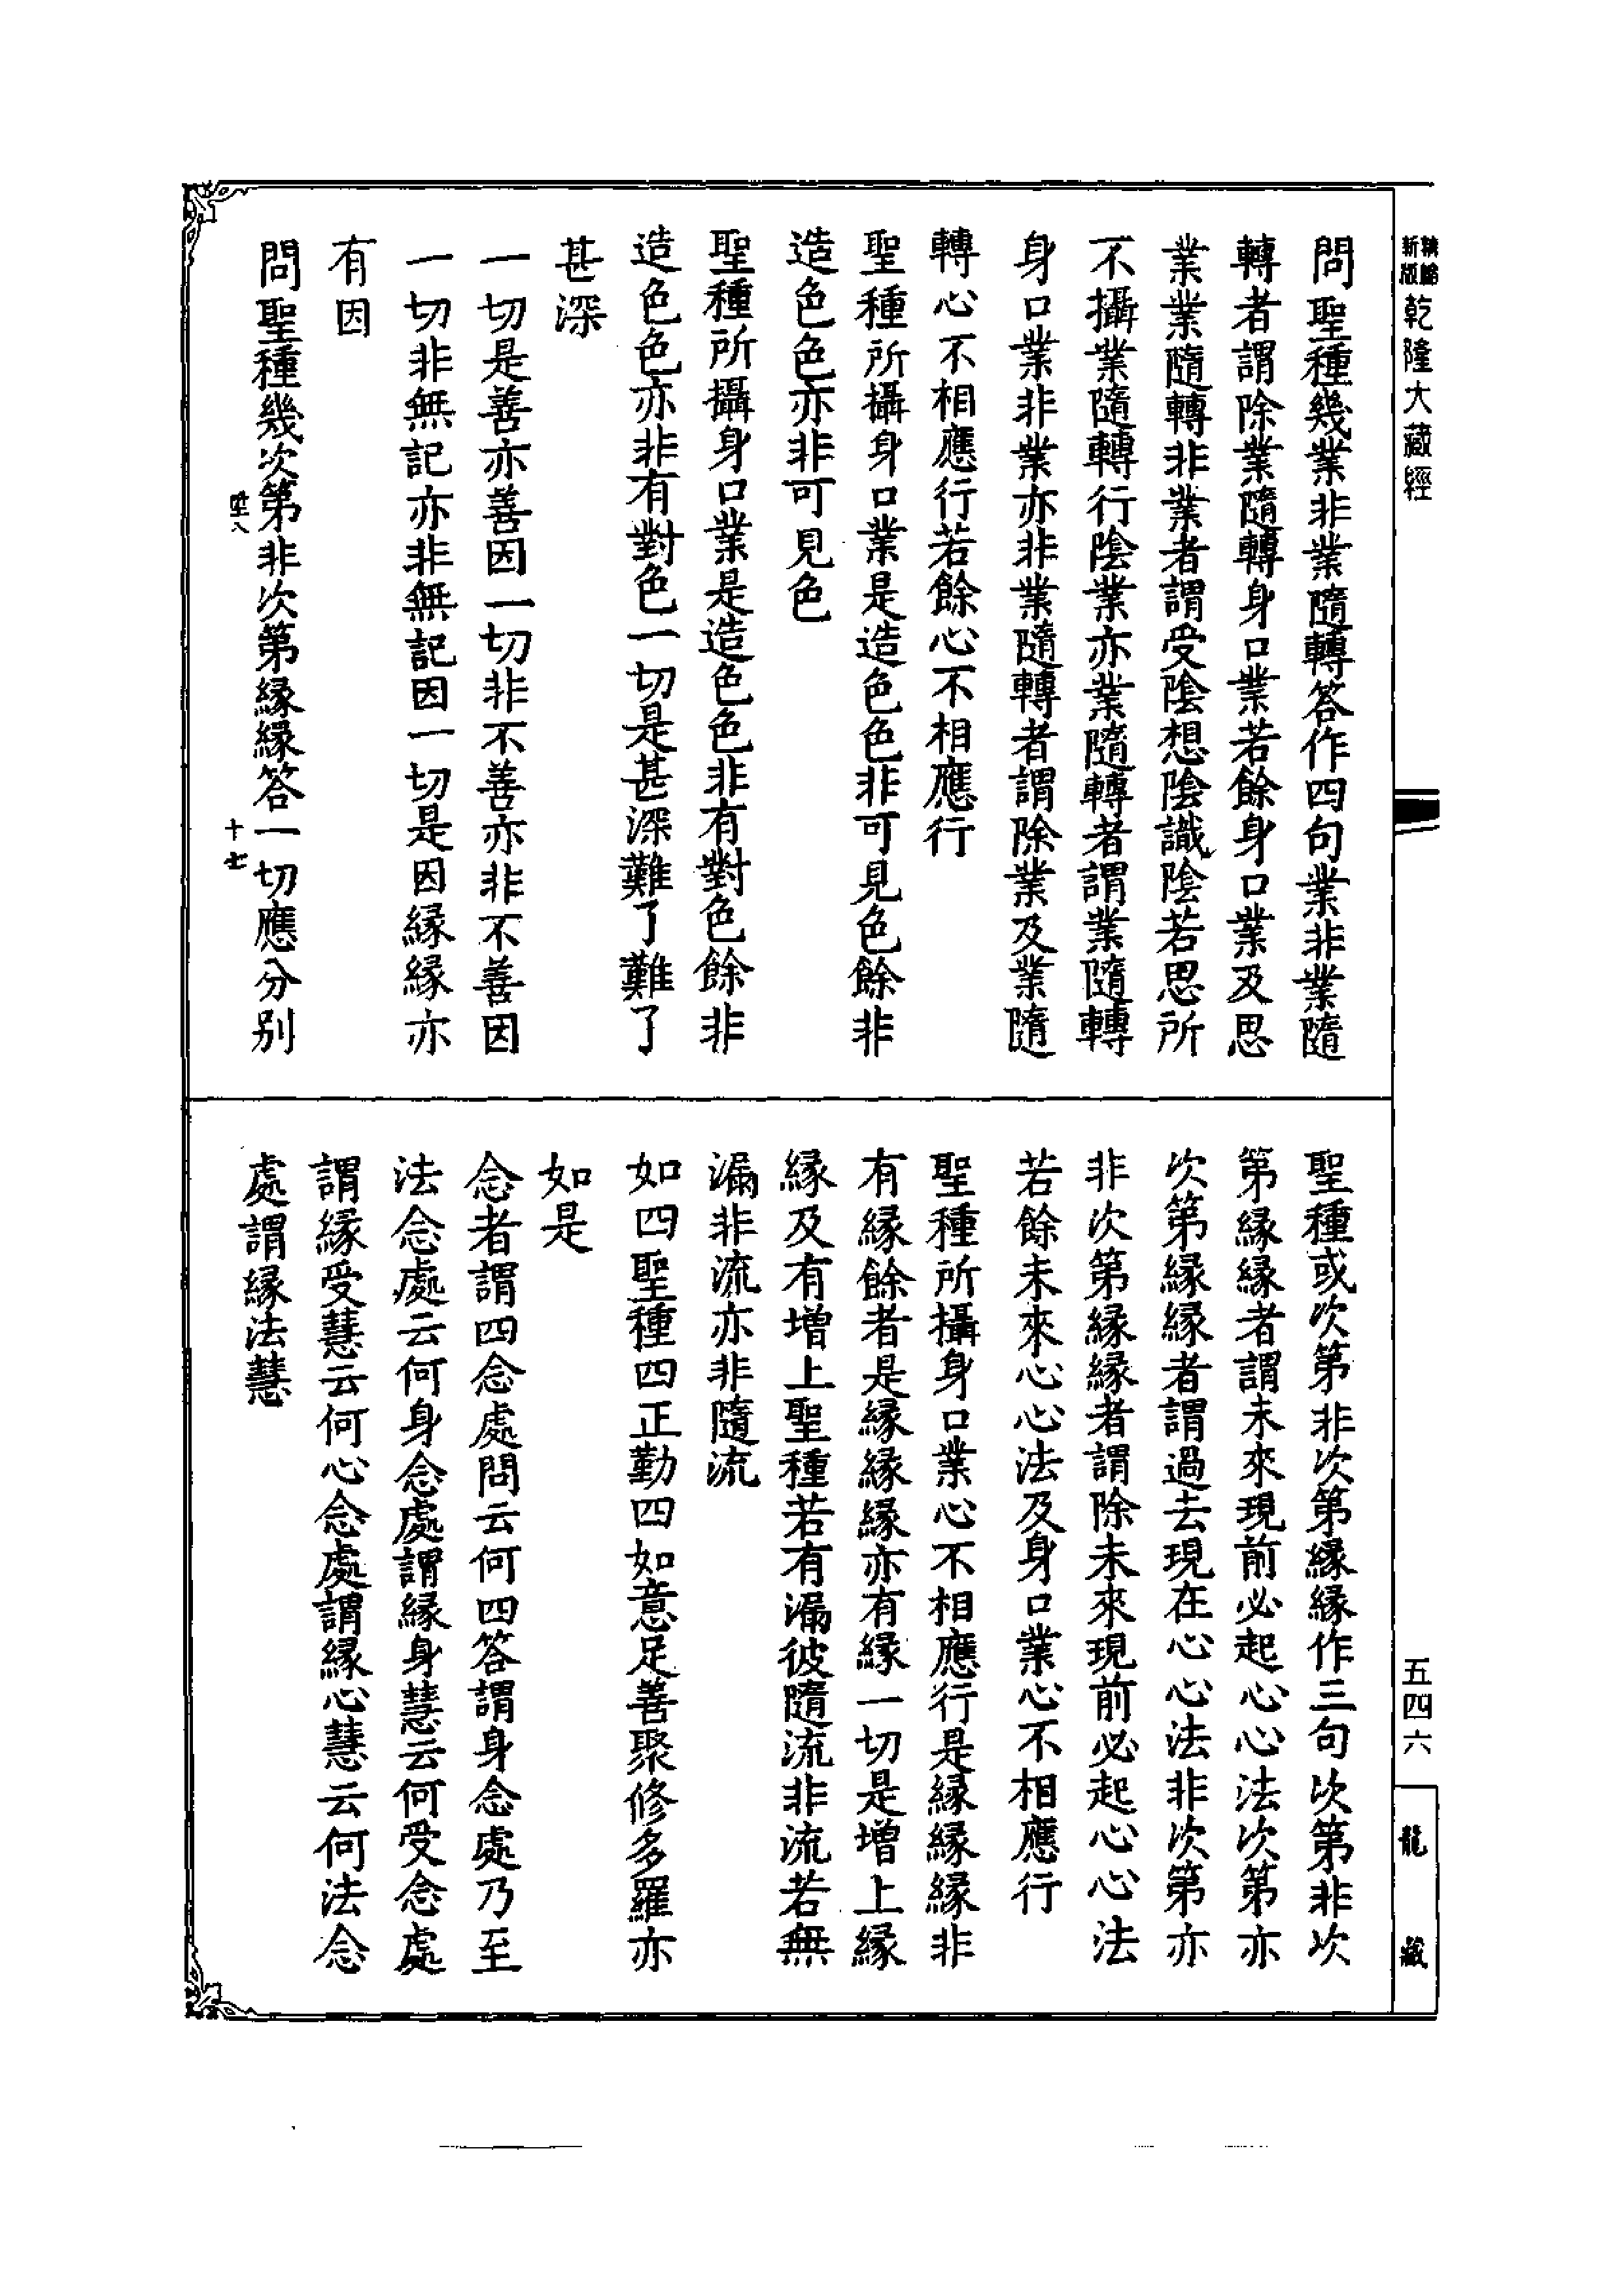 新版
精縮
乾隆大藏經
問聖種幾業非業隨轉答作四句業非業隨
轉者謂除業隨轉身口業若餘身口業及思
業業隨轉非業者謂受陰想陰識陰若思所
不攝業隨轉行陰業亦業隨轉者謂業隨轉
身口業非業亦非業隨轉者謂除業及業隨
轉心不相應行若餘心不相應行
聖種所攝身口業是造色色非可見色餘非
造色色亦非可見色
聖種所攝身口業是造色色非有對色餘非
造色色亦非有對色一切是甚深難了難了
甚深
一切是善亦善因一切非不善亦非不善因
一切非無記亦非無記因一切是因緣緣亦
有因
問聖種幾次第非次第緣緣答一切應分別
十七
聖種或次第非次第緣緣作三句次第非次
第緣緣者謂未來現前必起心心法次第亦
次第緣緣者謂過去現在心心法非次第亦
非次第緣緣者謂除未來現前必起心心法
若餘未來心心法及身口業心不相應行
聖種所攝身口業心不相應行是緣緣緣非
有緣餘者是緣緣緣亦有緣一切是增上緣
緣及有增上聖種若有漏彼隨流非流若無
漏非流亦非隨流
如四聖種四正勤四如意足善聚修多羅亦
如是
念者謂四念處問云何四答謂身念處乃至
法念處云何身念處謂緣身慧云何受念處
謂緣受慧云何心念處謂緣心慧云何法念
處謂緣法慧
五四六
龍藏